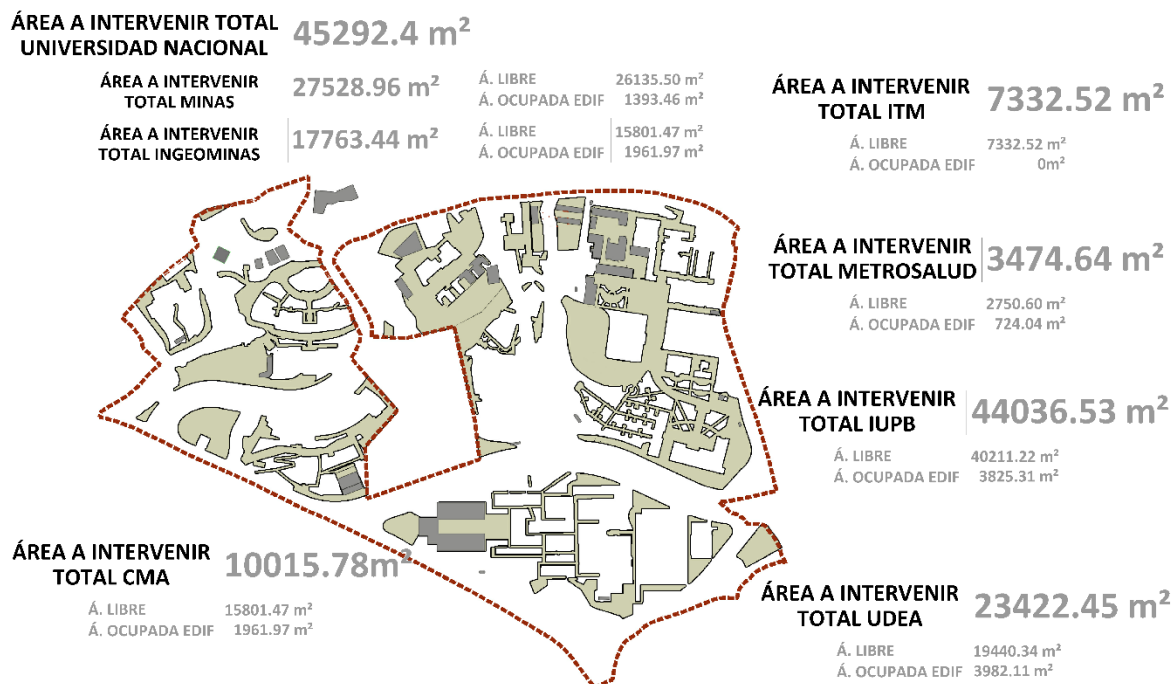 ÁREA A INTERVENIR TOTAL
UNIVERSIDAD NACIONAL
45292.4 m²
ÁREA A INTERVENIR
TOTAL MINAS
27528.96 m²
Á. LIBRE 26135.50 m²
Á. OCUPADA EDIF 1393.46 m²
ÁREA A INTERVENIR
TOTAL INGEOMINAS
17763.44 m²
Á. LIBRE 15801.47 m²
Á. OCUPADA EDIF 1961.97 m²
ÁREA A INTERVENIR
TOTAL ITM
7332.52 m²
Á. LIBRE 7332.52 m²
Á. OCUPADA EDIF 0m²
ÁREA A INTERVENIR
TOTAL METROSALUD
3474.64 m²
Á. LIBRE 2750.60 m²
Á. OCUPADA EDIF 724.04 m²
ÁREA A INTERVENIR
TOTAL IUPB
44036.53 m²
Á. LIBRE 40211.22 m²
Á. OCUPADA EDIF 3825.31 m²
ÁREA A INTERVENIR
TOTAL CMA
10015.78m²
Á. LIBRE 15801.47 m²
Á. OCUPADA EDIF 1961.97 m²
ÁREA A INTERVENIR
TOTAL UDEA
23422.45 m²
Á. LIBRE 19440.34 m²
Á. OCUPADA EDIF 3982.11 m²